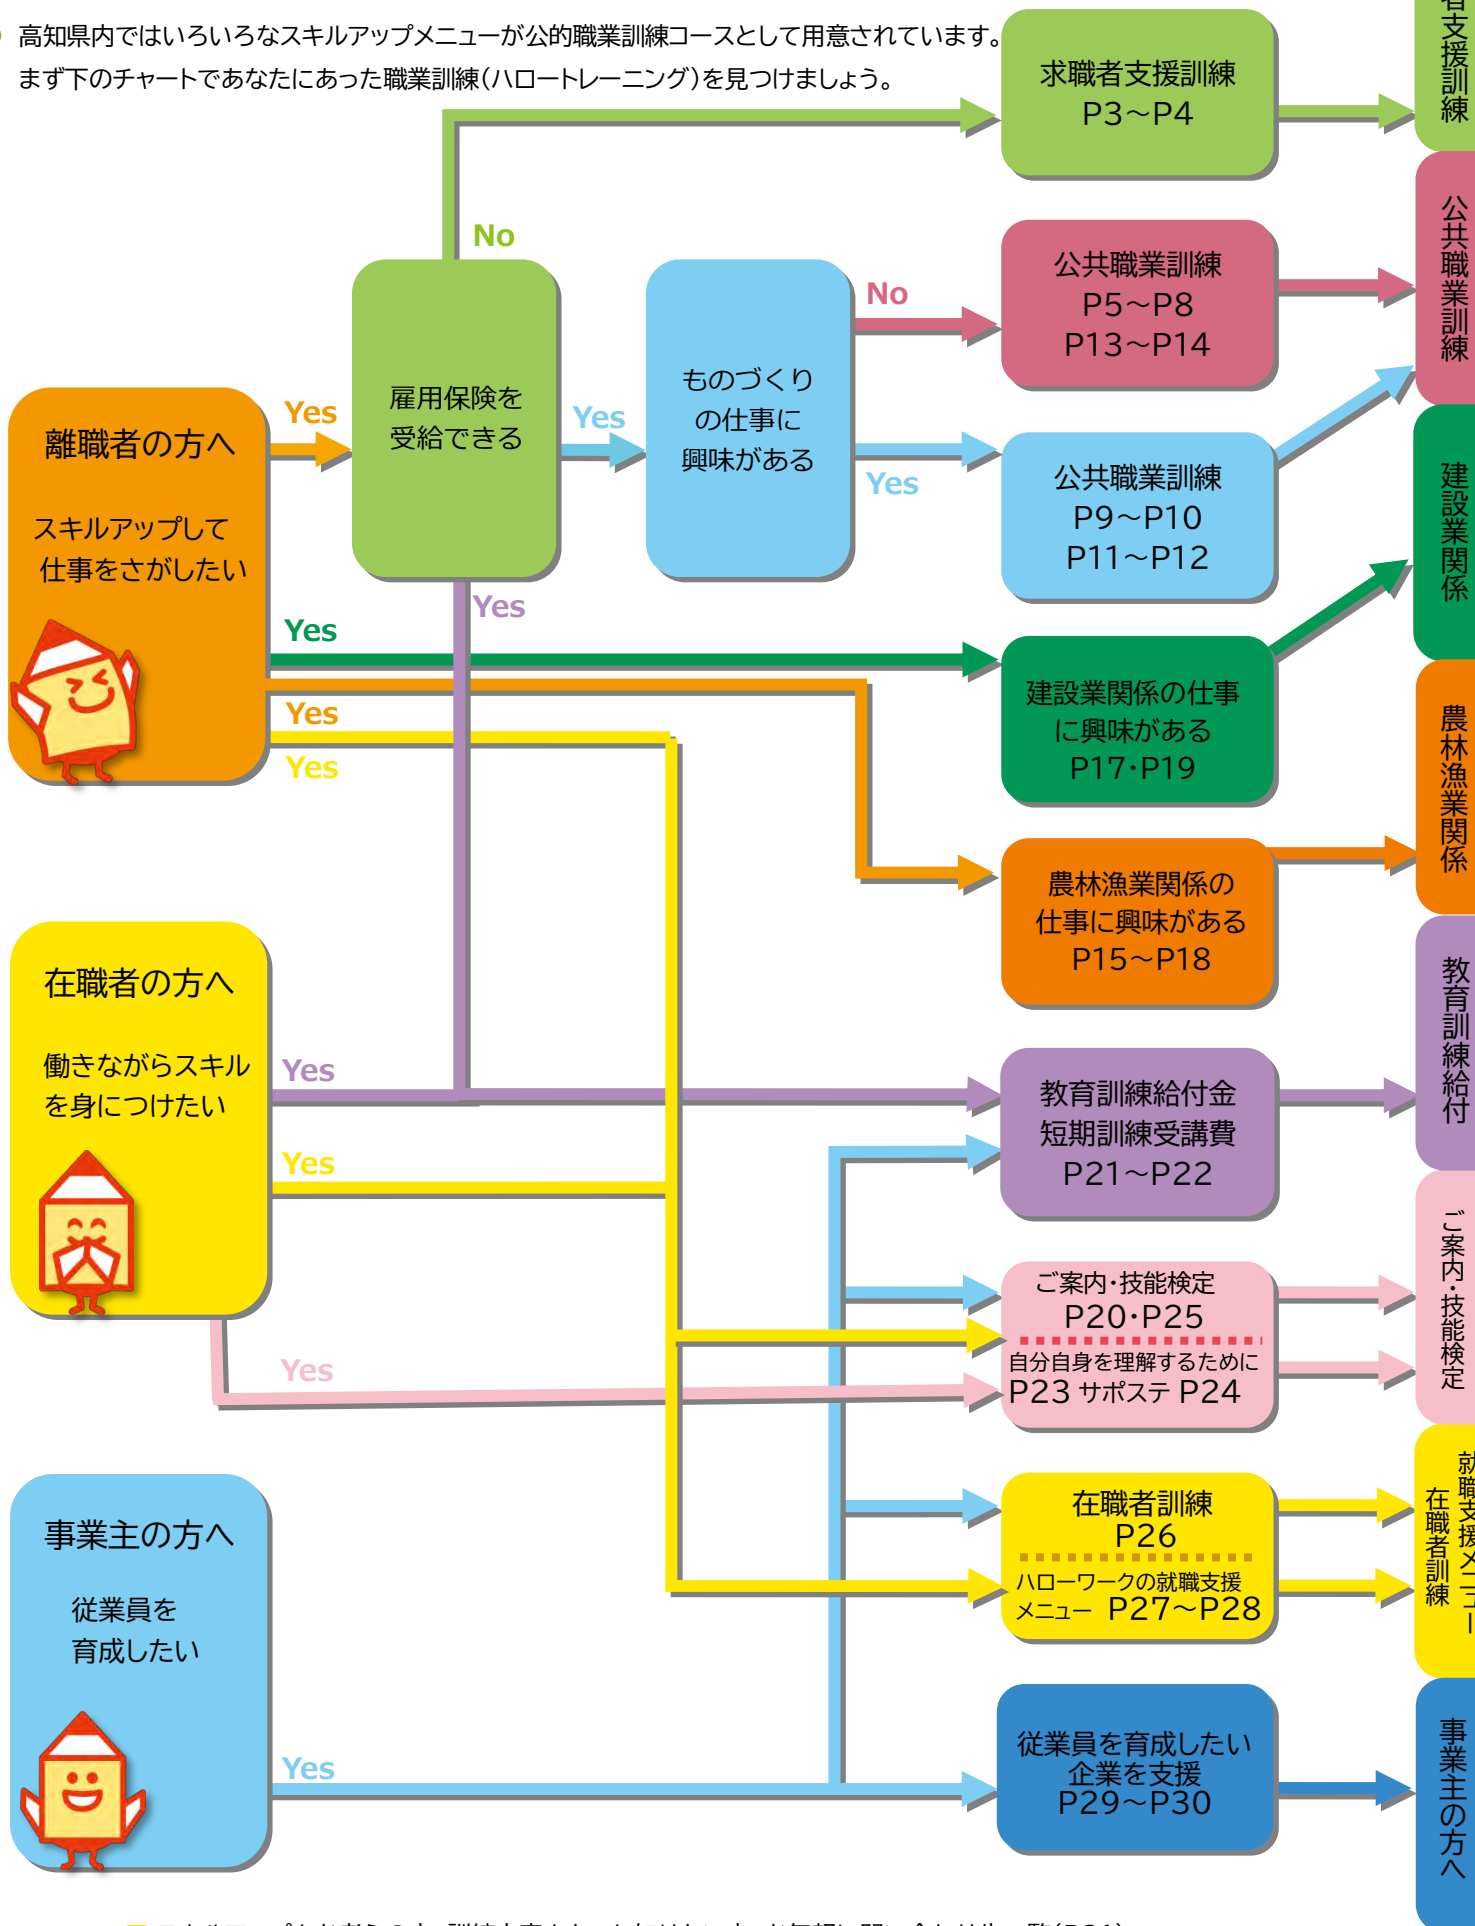 高知県内ではいろいろなスキルアップメニューが公的職業訓練コースとして用意されています。
まず下のチャートであなたにあった職業訓練（ハロートレーニング）を見つけましょう。
離職者の方へ
スキルアップして
仕事をさがしたい
Yes
雇用保険を
受給できる
No
Yes
Yes
ものづくり
の仕事に
興味がある
No
Yes
Yes
Yes
Yes
求職者支援訓練
P3～P4
公共職業訓練
P5～P8
P13～P14
公共職業訓練
P9～P10
P11～P12
建設業関係の仕事
に興味がある
P17・P19
農林漁業関係の
仕事に興味がある
P15～P18
在職者の方へ
働きながらスキル
を身につけたい
Yes
Yes
Yes
教育訓練給付金
短期訓練受講費
P21～P22
ご案内・技能検定
P20・P25
自分自身を理解するために
P23 サポステ P24
在職者訓練
P26
ハローワークの就職支援
メニュー P27～P28
事業主の方へ
従業員を
育成したい
Yes
従業員を育成したい
企業を支援
P29～P30
者支援訓練
公共職業訓練
建設業関係
農林漁業関係
教育訓練給付
ご案内・技能検定
就職支援メニュー
在職者訓練
事業主の方へ